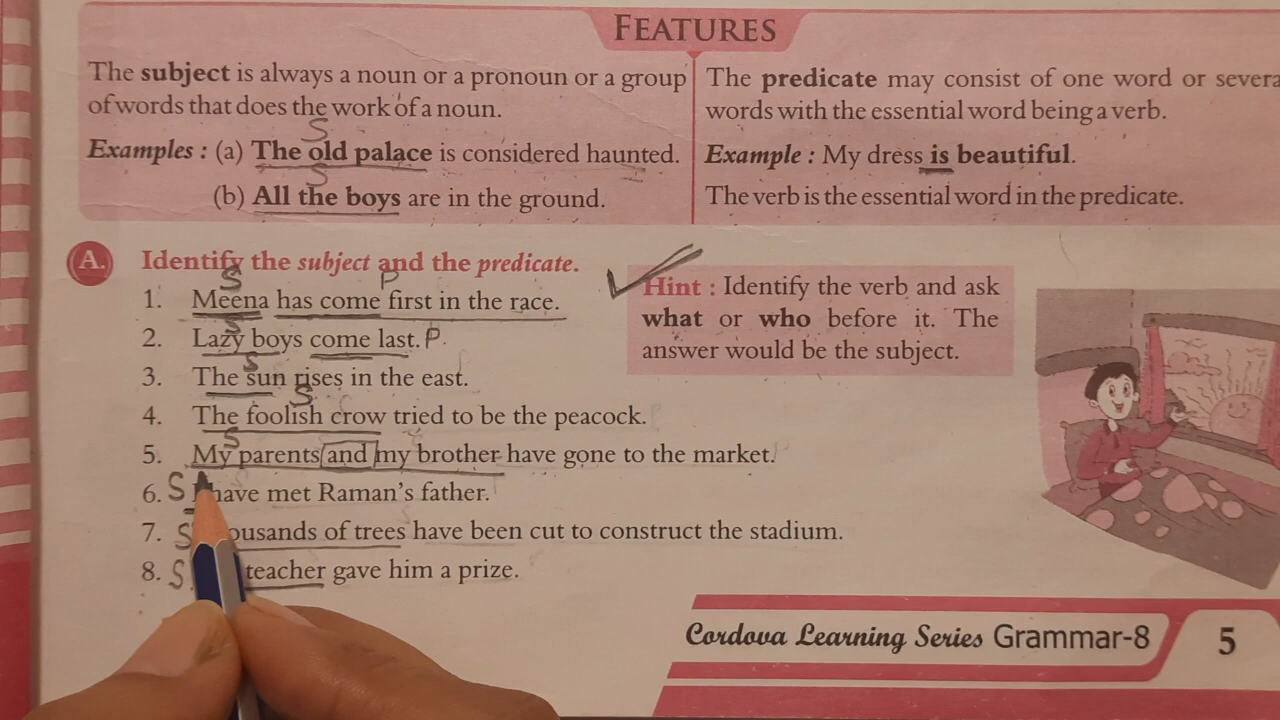 FEATURES
The subject is always a noun or a pronoun or a group
of words that does the work of a noun.
S
Examples : (a) The old palace is considered haunted.
S
(b) All the boys are in the ground.
The predicate may consist of one word or
words with the essential word being a verb.
Example : My dress is beautiful.
The verb is the essential word in the predicate.
A. Identify the subject and the predicate.
S P
1. Meena has come first in the race.
S
2. Lazy boys come last. P.
S
3. The sun rises in the east.
S
4. The foolish crow tried to be the peacock.
S
5. My parents and my brother have gone to the market.
6. S have met Raman's father.
7. S of trees have been cut to construct the stadium.
8. S teacher gave him a prize.
Hint : Identify the verb and ask
what or who before it. The
answer would be the subject.
Cordova Learning Series Grammar-8
5